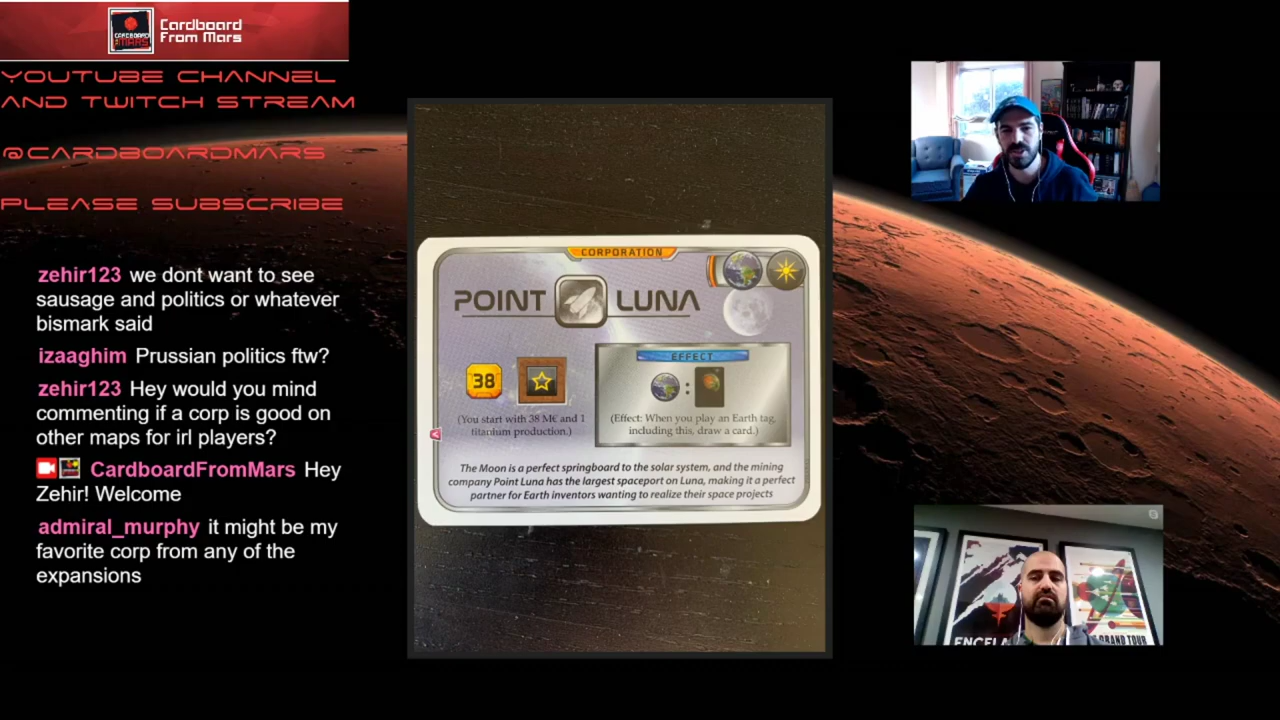 Cardboard
From Mars
YOUTUBE CHANNEL
AND TWITCH STREAM
@CARDBOARDMARS
PLEASE SUBSCRIBE
zehir123 we dont want to see
sausage and politics or whatever
bismark said
izaaghim Prussian politics ftw?
zehir123 Hey would you mind
commenting if a corp is good on
other maps for irl players?
CardboardFromMars Hey
Zehir! Welcome
admiral_murphy it might be my
favorite corp from any of the
expansions
CORPORATION
POINT LUNA
38
(You start with 38 M€ and 1
titanium production.)
EFFECT
:
(Effect: When you play an Earth tag,
including this, draw a card.)
The Moon is a perfect springboard to the solar system, and the mining
company Point Luna has the largest spaceport on Luna, making it a perfect
partner for Earth inventors wanting to realize their space projects
ENCELA
GRAND TOUR